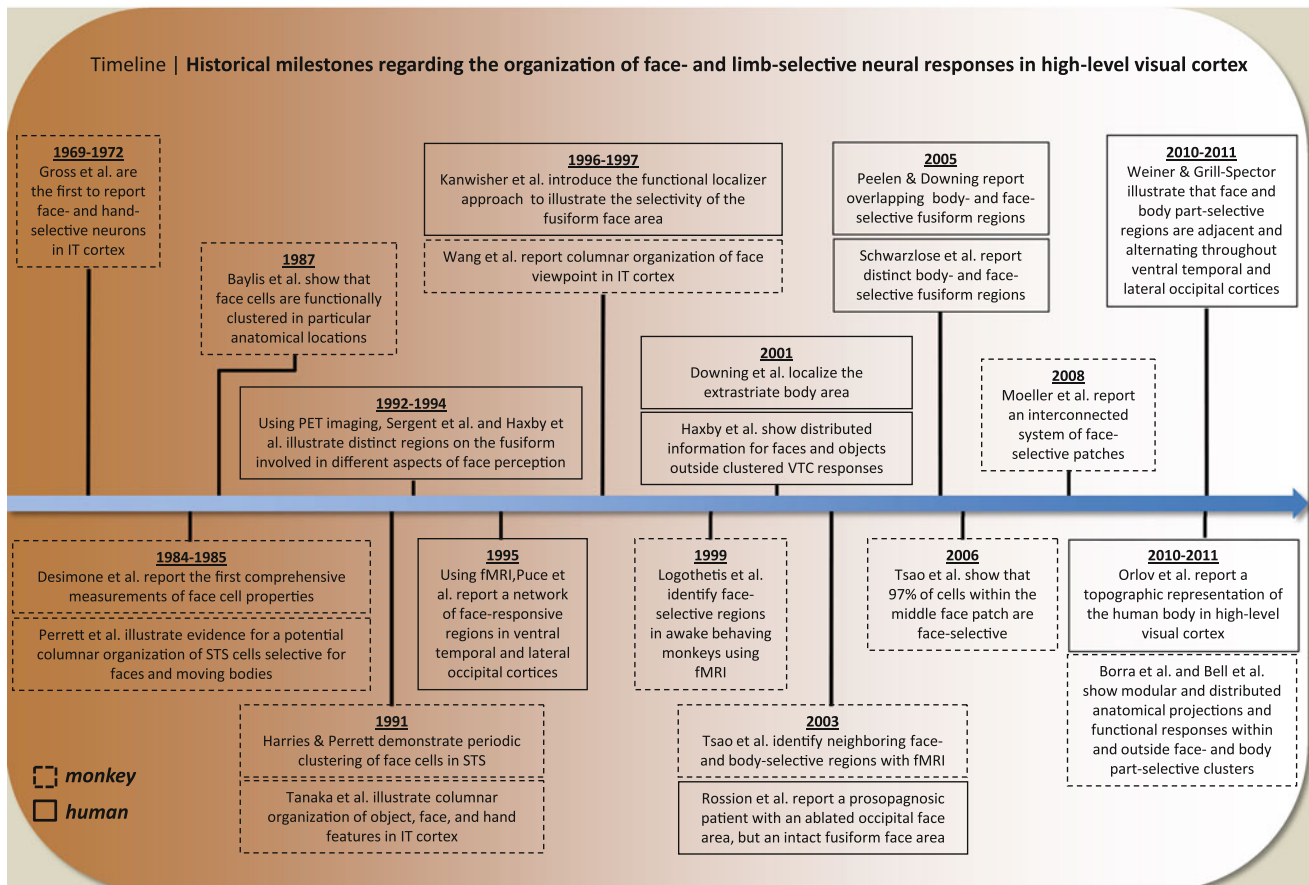 Timeline | Historical milestones regarding the organization of face- and limb-selective neural responses in high-level visual cortex
1969-1972
Gross et al. are
the first to report
face- and hand-
selective neurons
in IT cortex
1987
Baylis et al. show that
face cells are functionally
clustered in particular
anatomical locations
1992-1994
Using PET imaging, Sergent et al. and Haxby et
al. illustrate distinct regions on the fusiform
involved in different aspects of face perception
1996-1997
Kanwisher et al. introduce the functional localizer
approach to illustrate the selectivity of the
fusiform face area
Wang et al. report columnar organization of face
viewpoint in IT cortex
2001
Downing et al. localize the
extrastriate body area
Haxby et al. show distributed
information for faces and objects
outside clustered VTC responses
2005
Peelen & Downing report
overlapping body- and face-
selective fusiform regions
Schwarzlose et al. report
distinct body- and face-
selective fusiform regions
2008
Moeller et al. report
an interconnected
system of face-
selective patches
2010-2011
Weiner & Grill-Spector
illustrate that face and
body part-selective
regions are adjacent and
alternating throughout
ventral temporal and
lateral occipital cortices
1984-1985
Desimone et al. report the first comprehensive
measurements of face cell properties
Perrett et al. illustrate evidence for a potential
columnar organization of STS cells selective for
faces and moving bodies
1991
Harries & Perrett demonstrate periodic
clustering of face cells in STS
Tanaka et al. illustrate columnar
organization of object, face, and hand
features in IT cortex
1995
Using fMRI,Puce et
al. report a network
of face-responsive
regions in ventral
temporal and lateral
occipital cortices
1999
Logothetis et al.
identify face-
selective regions
in awake behaving
monkeys using
fMRI
2003
Tsao et al. identify neighboring face-
and body-selective regions with fMRI
Rossion et al. report a prosopagnosic
patient with an ablated occipital face
area, but an intact fusiform face area
2006
Tsao et al. show that
97% of cells within the
middle face patch are
face-selective
2010-2011
Orlov et al. report a
topographic representation of
the human body in high-level
visual cortex
Borra et al. and Bell et al.
show modular and distributed
anatomical projections and
functional responses within
and outside face- and body
part-selective clusters
monkey
human